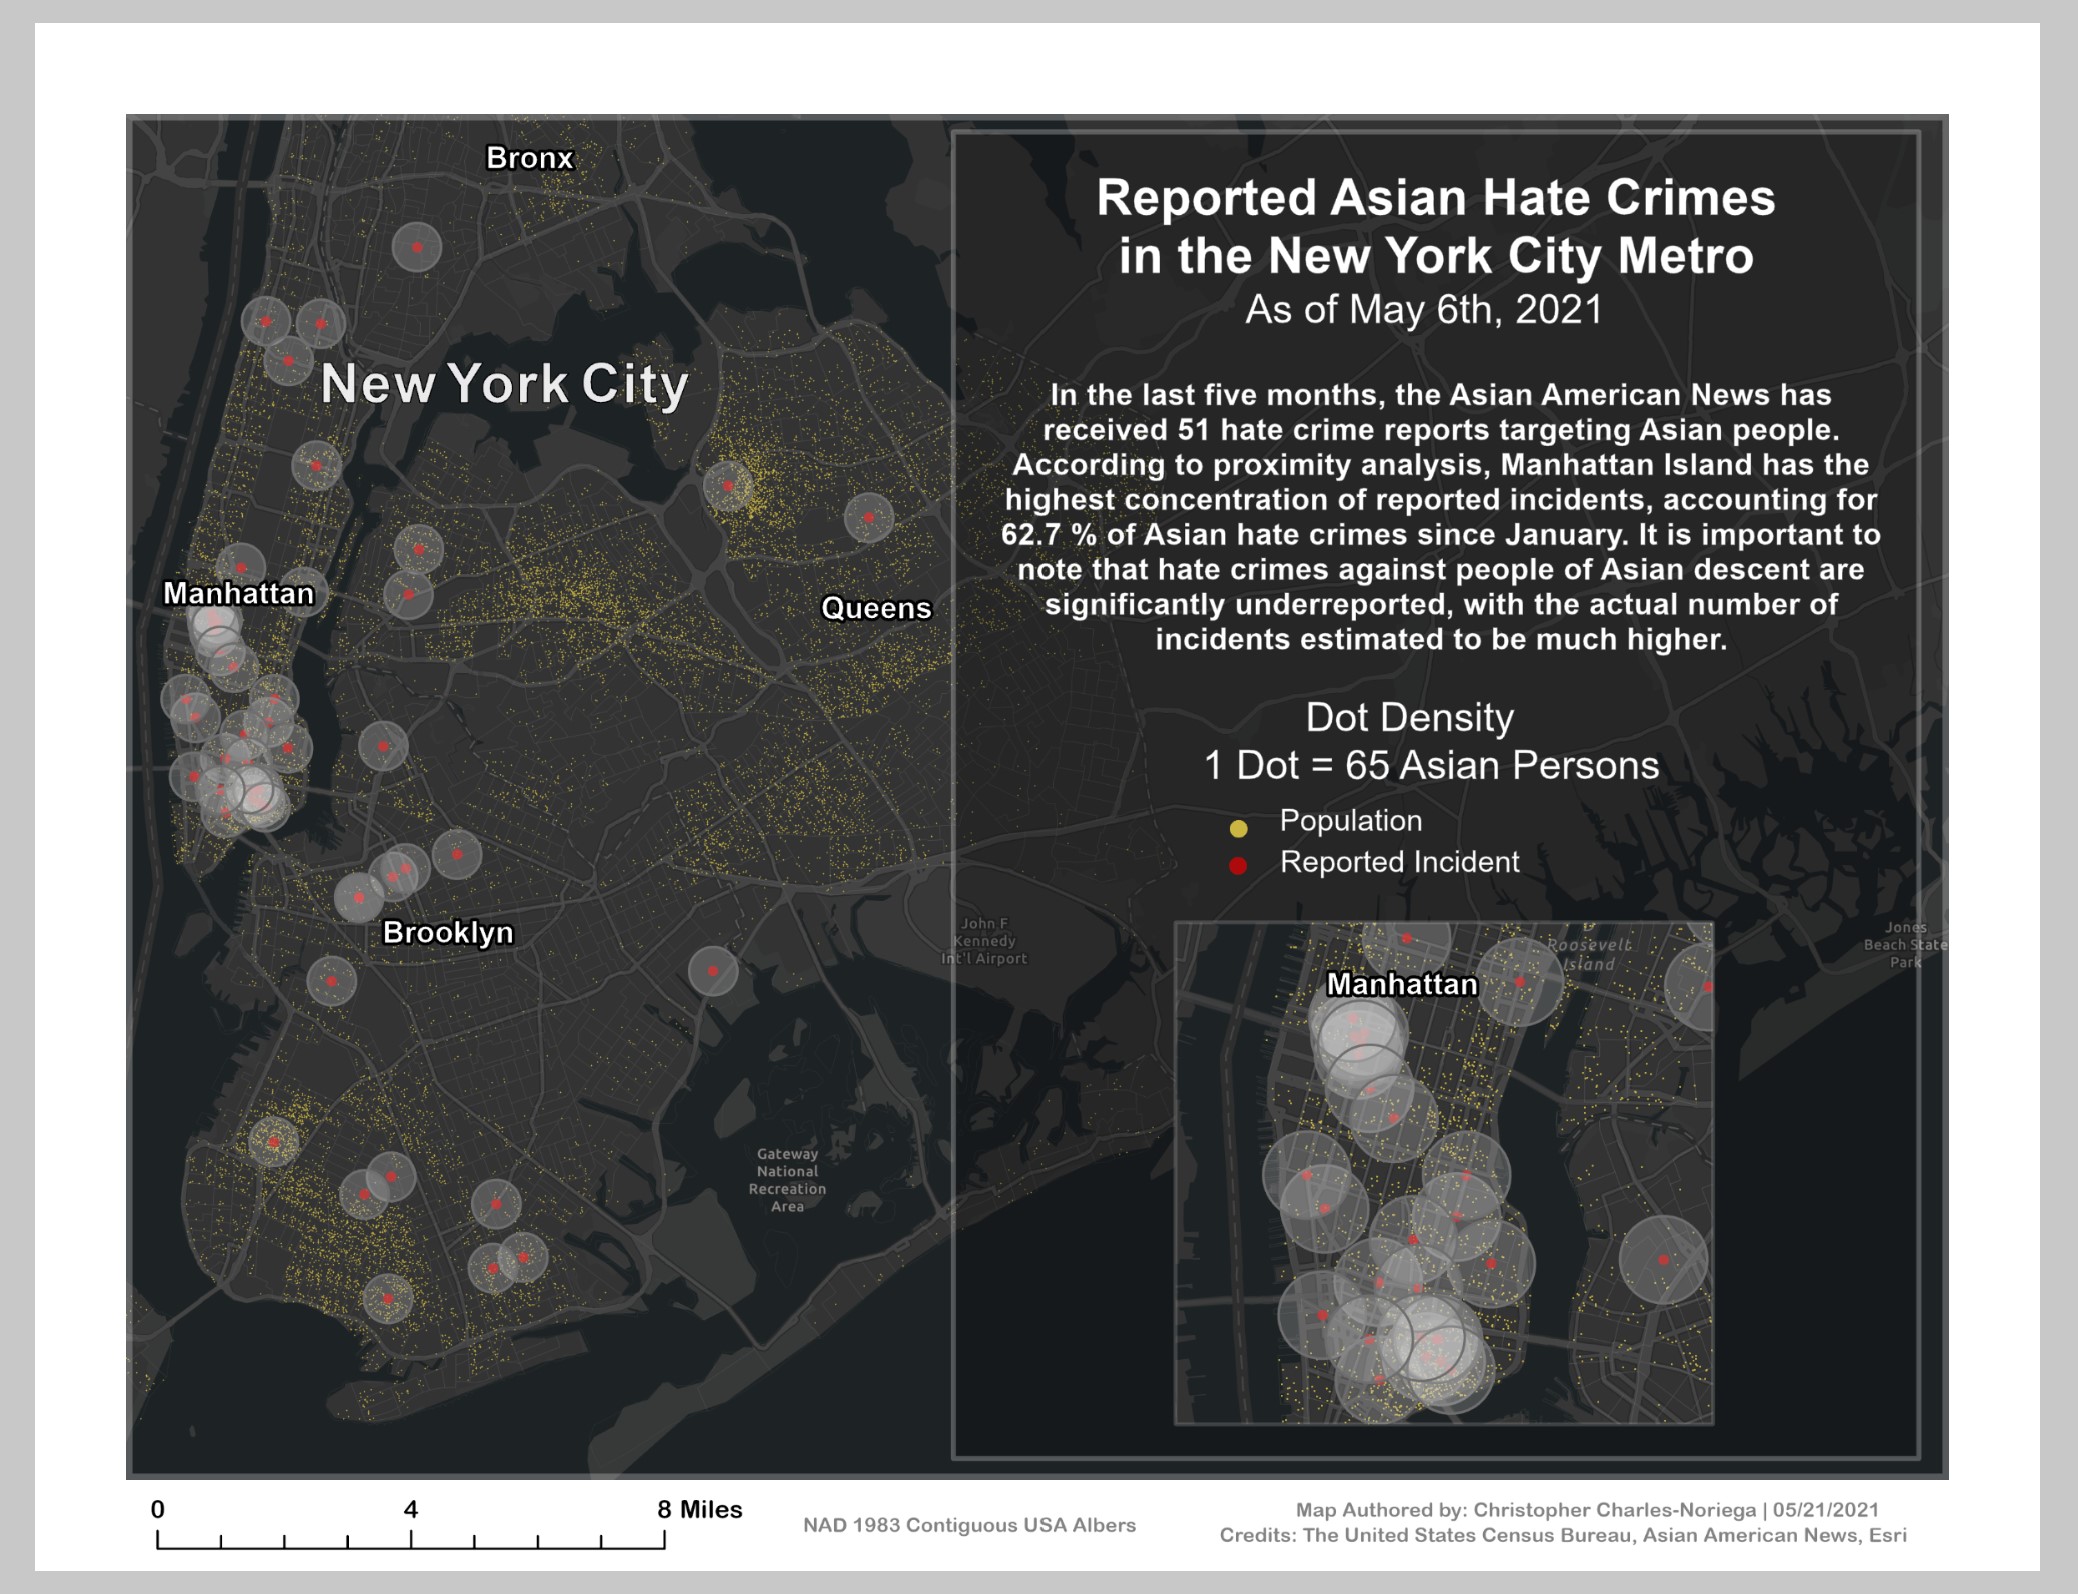 Bronx
New York City
Manhattan
Queens
Brooklyn
John F
Kennedy
Int'l Airport
Gateway
National
Recreation
Area
Jones
Beach State
Park
Reported Asian Hate Crimes
in the New York City Metro
As of May 6th, 2021
In the last five months, the Asian American News has
received 51 hate crime reports targeting Asian people.
According to proximity analysis, Manhattan Island has the
highest concentration of reported incidents, accounting for
62.7 % of Asian hate crimes since January. It is important to
note that hate crimes against people of Asian descent are
significantly underreported, with the actual number of
incidents estimated to be much higher.
Dot Density
1 Dot = 65 Asian Persons
Population
Reported Incident
Roosevelt
Island
Manhattan
0 4 8 Miles
NAD 1983 Contiguous USA Albers
Map Authored by: Christopher Charles-Noriega | 05/21/2021
Credits: The United States Census Bureau, Asian American News, Esri